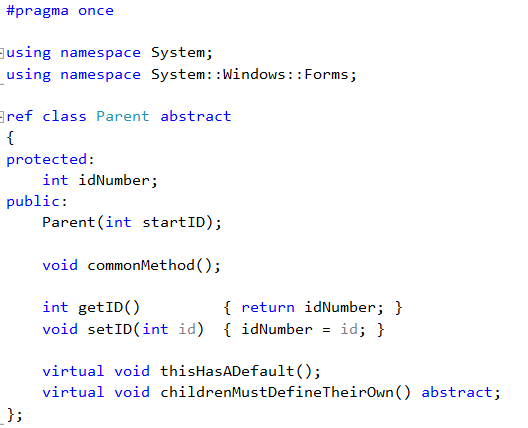 #pragma once
using namespace System;
using namespace System::Windows::Forms;
ref class Parent abstract
{
protected:
    int idNumber;
public:
    Parent(int startID);
    void commonMethod();
    int getID()         { return idNumber; }
    void setID(int id)  { idNumber = id; }
    virtual void thisHasADefault();
    virtual void childrenMustDefineTheirOwn() abstract;
};